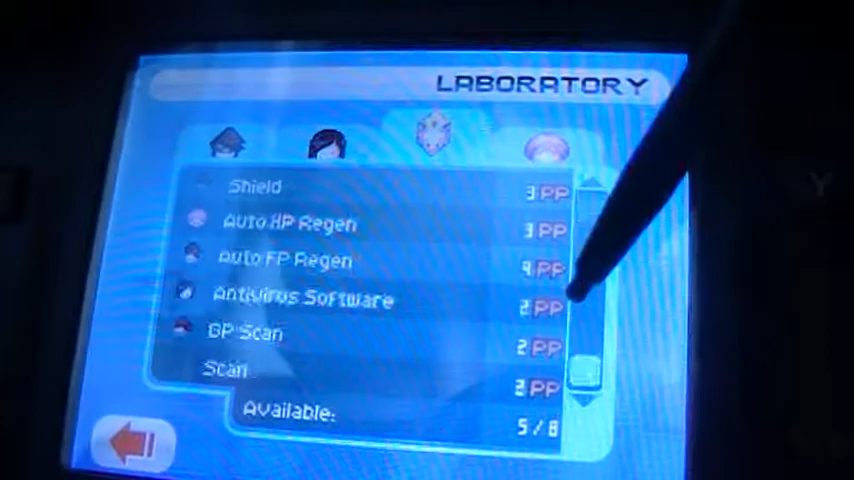 LABORATORY
Shield 3 PP
Auto HP Regen 3 PP
Auto FP Regen 4 PP
Antivirus Software 2 PP
BP Scan 2 PP
Scan 2 PP
Available: 5 / 8
Y